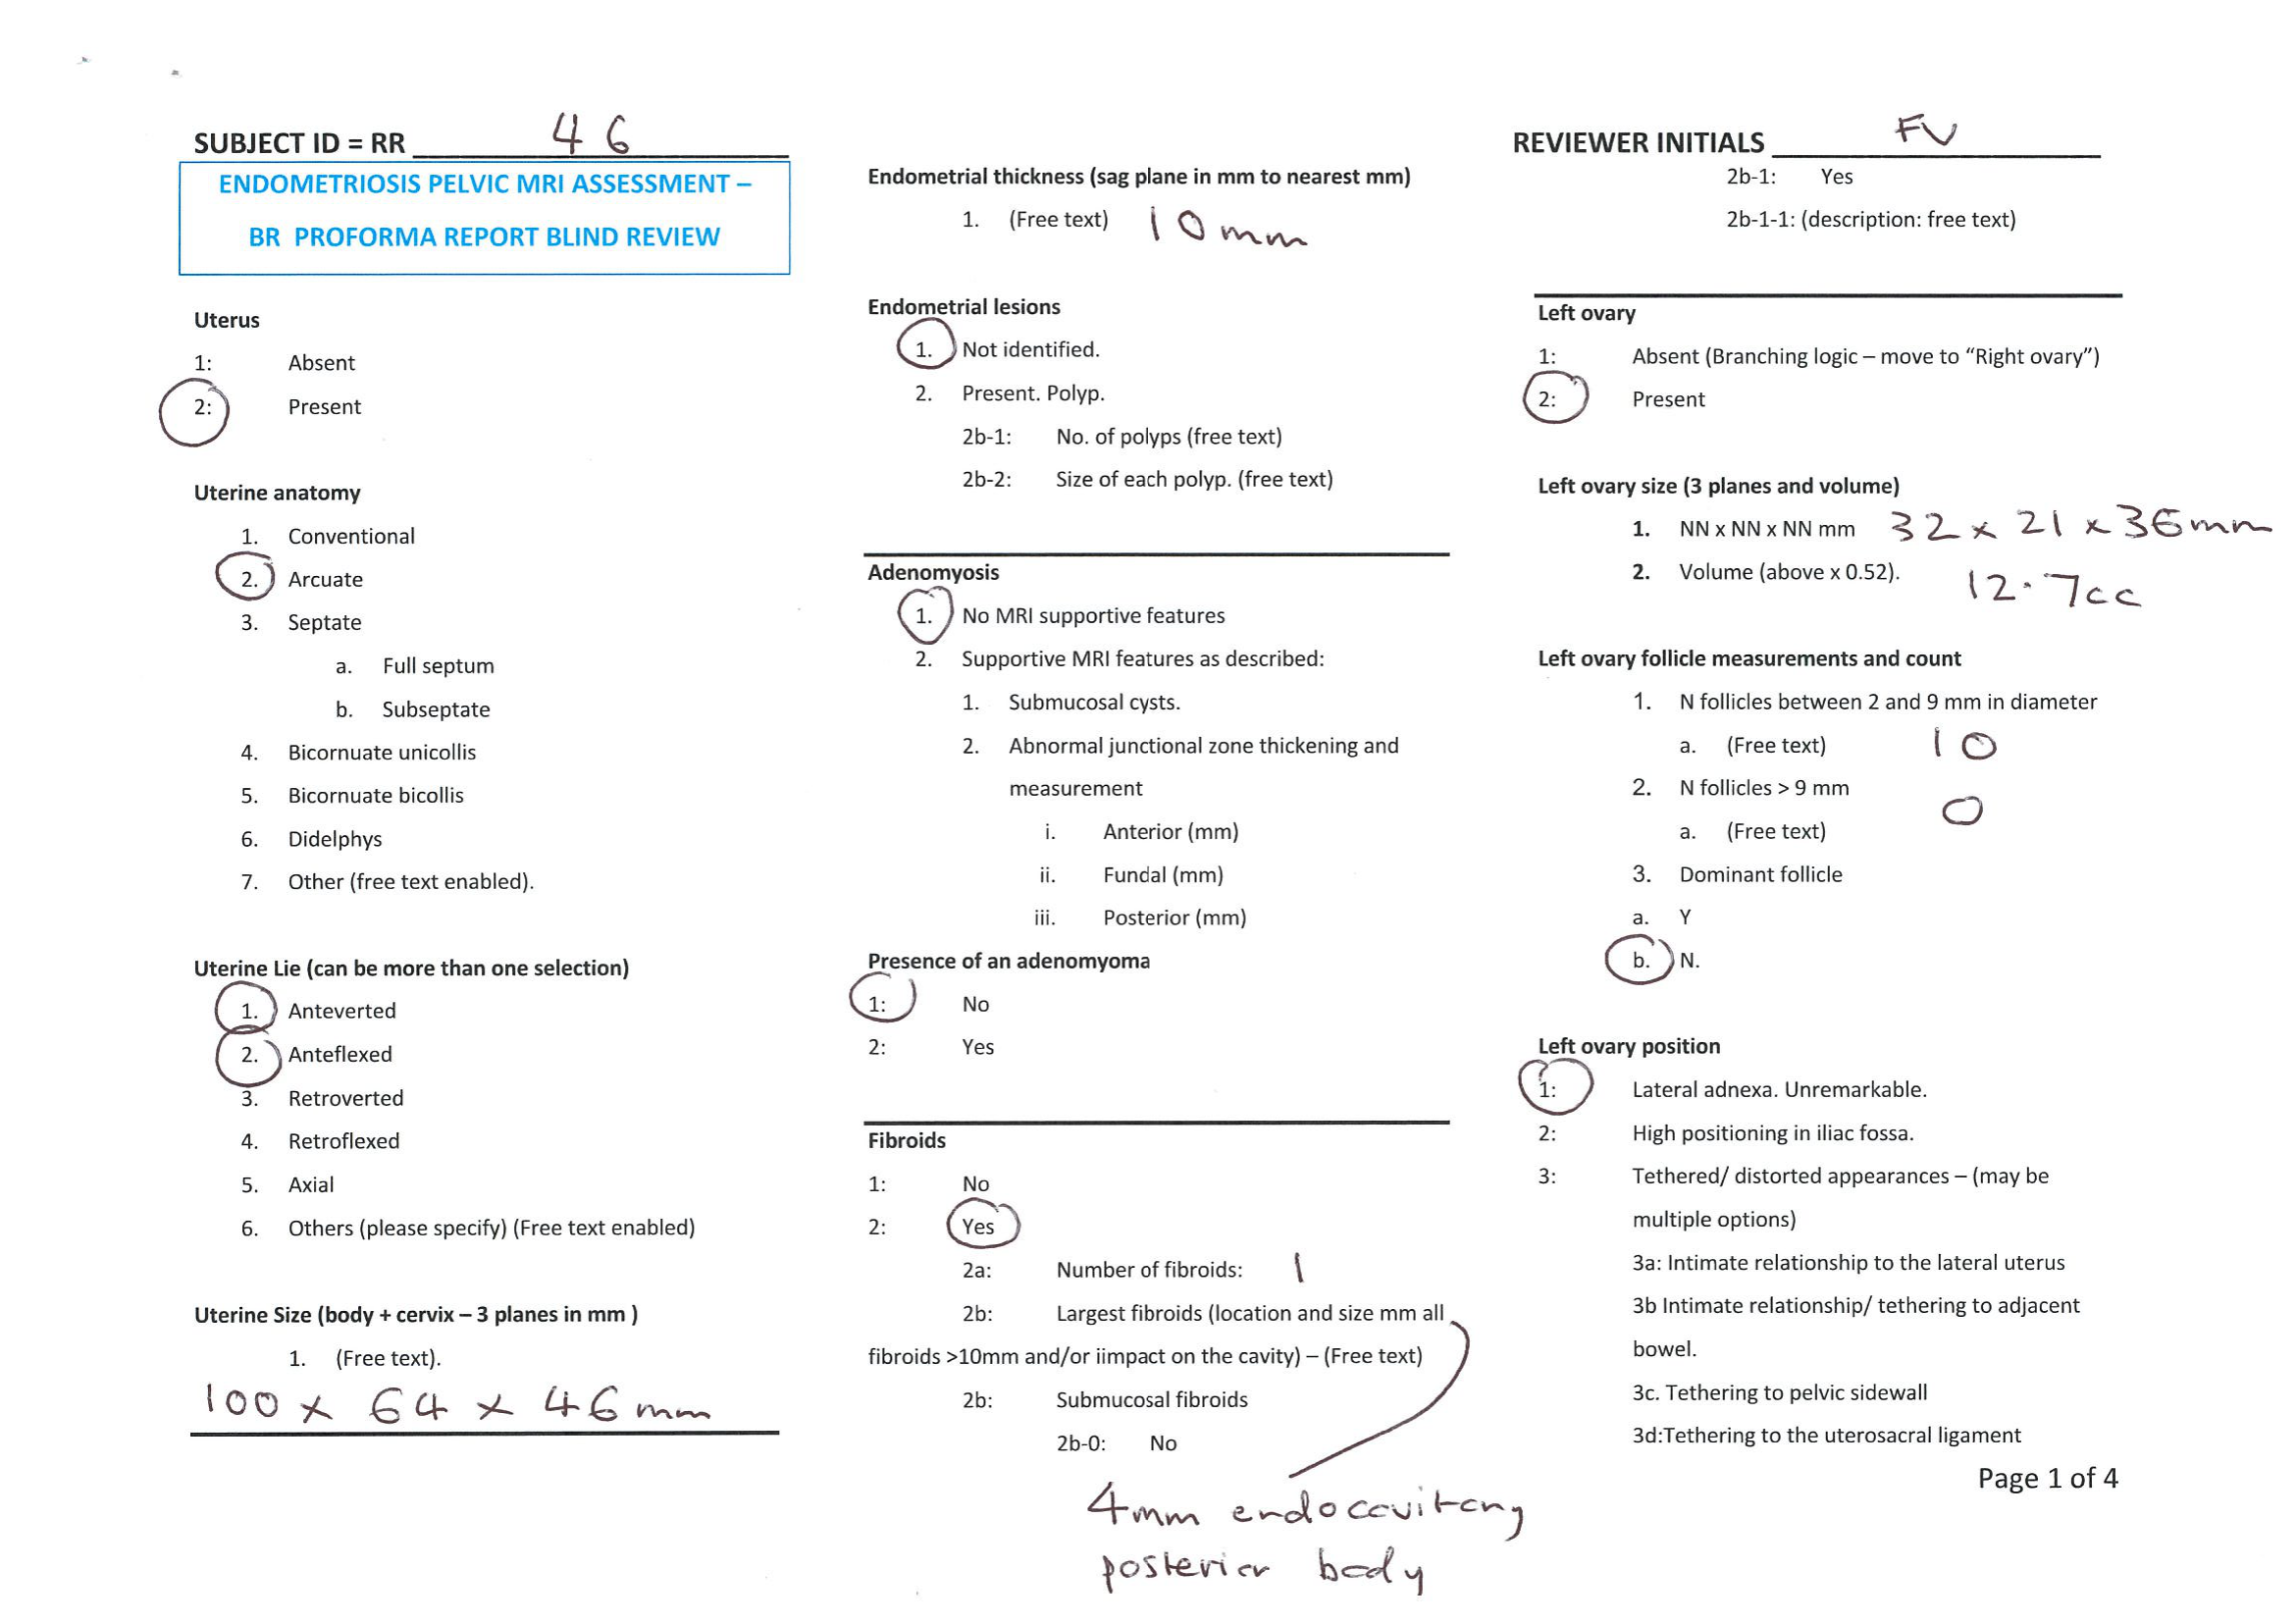 SUBJECT ID = RR 46
ENDOMETRIOSIS PELVIC MRI ASSESSMENT –
BR PROFORMA REPORT BLIND REVIEW
Uterus
1: Absent
2: Present
Uterine anatomy
1. Conventional
2. Arcuate
3. Septate
a. Full septum
b. Subseptate
4. Bicornuate unicollis
5. Bicornuate bicollis
6. Didelphys
7. Other (free text enabled).
Uterine Lie (can be more than one selection)
1. Anteverted
2. Anteflexed
3. Retroverted
4. Retroflexed
5. Axial
6. Others (please specify) (Free text enabled)
Uterine Size (body + cervix – 3 planes in mm )
1. (Free text).
100 x 64 x 46mm
Endometrial thickness (sag plane in mm to nearest mm)
1. (Free text) 10mm
Endometrial lesions
1. Not identified.
2. Present. Polyp.
2b-1: No. of polyps (free text)
2b-2: Size of each polyp. (free text)
Adenomyosis
1. No MRI supportive features
2. Supportive MRI features as described:
1. Submucosal cysts.
2. Abnormal junctional zone thickening and
measurement
i. Anterior (mm)
ii. Fundal (mm)
iii. Posterior (mm)
Presence of an adenomyoma
1: No
2: Yes
Fibroids
1: No
2: Yes
2a: Number of fibroids: 1
2b: Largest fibroids (location and size mm all
fibroids >10mm and/or iimpact on the cavity) – (Free text)
2b: Submucosal fibroids
2b-0: No
4mm endocavitary
posterior body
REVIEWER INITIALS FV
2b-1: Yes
2b-1-1: (description: free text)
Left ovary
1: Absent (Branching logic – move to “Right ovary”)
2: Present
Left ovary size (3 planes and volume)
1. NN x NN x NN mm 32 x 21 x 36mm
2. Volume (above x 0.52). 12.7cc
Left ovary follicle measurements and count
1. N follicles between 2 and 9 mm in diameter
a. (Free text) 10
2. N follicles > 9 mm
0
a. (Free text)
3. Dominant follicle
a. Y
b. N.
Left ovary position
1: Lateral adnexa. Unremarkable.
2: High positioning in iliac fossa.
3: Tethered/ distorted appearances – (may be
multiple options)
3a: Intimate relationship to the lateral uterus
3b Intimate relationship/ tethering to adjacent
bowel.
3c. Tethering to pelvic sidewall
3d:Tethering to the uterosacral ligament
Page 1 of 4